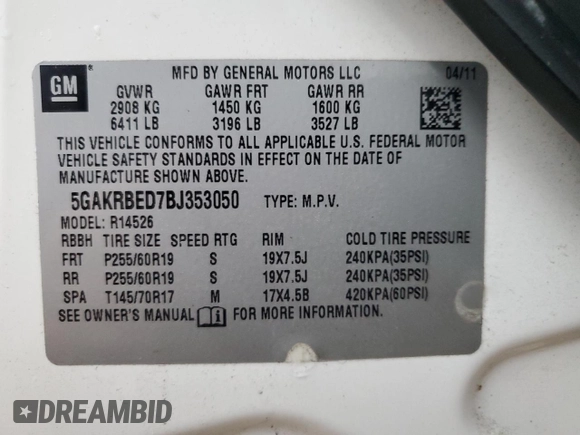 GM ®
MFD BY GENERAL MOTORS LLC 04/11
GVWR GAWR FRT GAWR RR
2908 KG 1450 KG 1600 KG
6411 LB 3196 LB 3527 LB
THIS VEHICLE CONFORMS TO ALL APPLICABLE U.S. FEDERAL MOTOR
VEHICLE SAFETY STANDARDS IN EFFECT ON THE DATE OF
MANUFACTURE SHOWN ABOVE.
5GAKRBED7BJ353050 TYPE: M.P.V.
MODEL: R14526
RBBH TIRE SIZE SPEED RTG RIM COLD TIRE PRESSURE
FRT P255/60R19 S 19X7.5J 240KPA(35PSI)
RR P255/60R19 S 19X7.5J 240KPA(35PSI)
SPA T145/70R17 M 17X4.5B 420KPA(60PSI)
SEE OWNER'S MANUAL FOR MORE INFORMATION.
DREAMBID